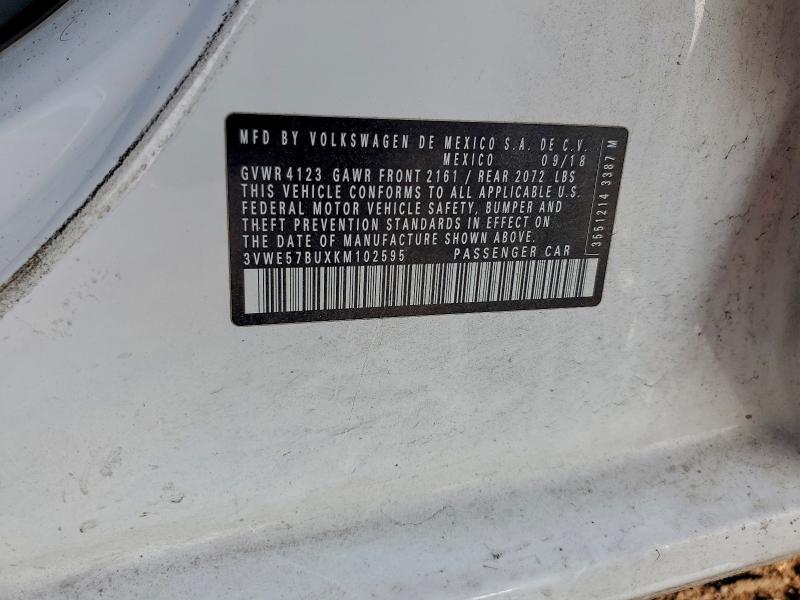 MFD BY VOLKSWAGEN DE MEXICO S.A. DE C.V.
MEXICO 09/18
GVWR 4123 GAWR FRONT 2161 / REAR 2072 LBS
THIS VEHICLE CONFORMS TO ALL APPLICABLE U.S.
FEDERAL MOTOR VEHICLE SAFETY, BUMPER AND
THEFT PREVENTION STANDARDS IN EFFECT ON
THE DATE OF MANUFACTURE SHOWN ABOVE.
3VWE57BUXKM102595 PASSENGER CAR
3551214 3387 M